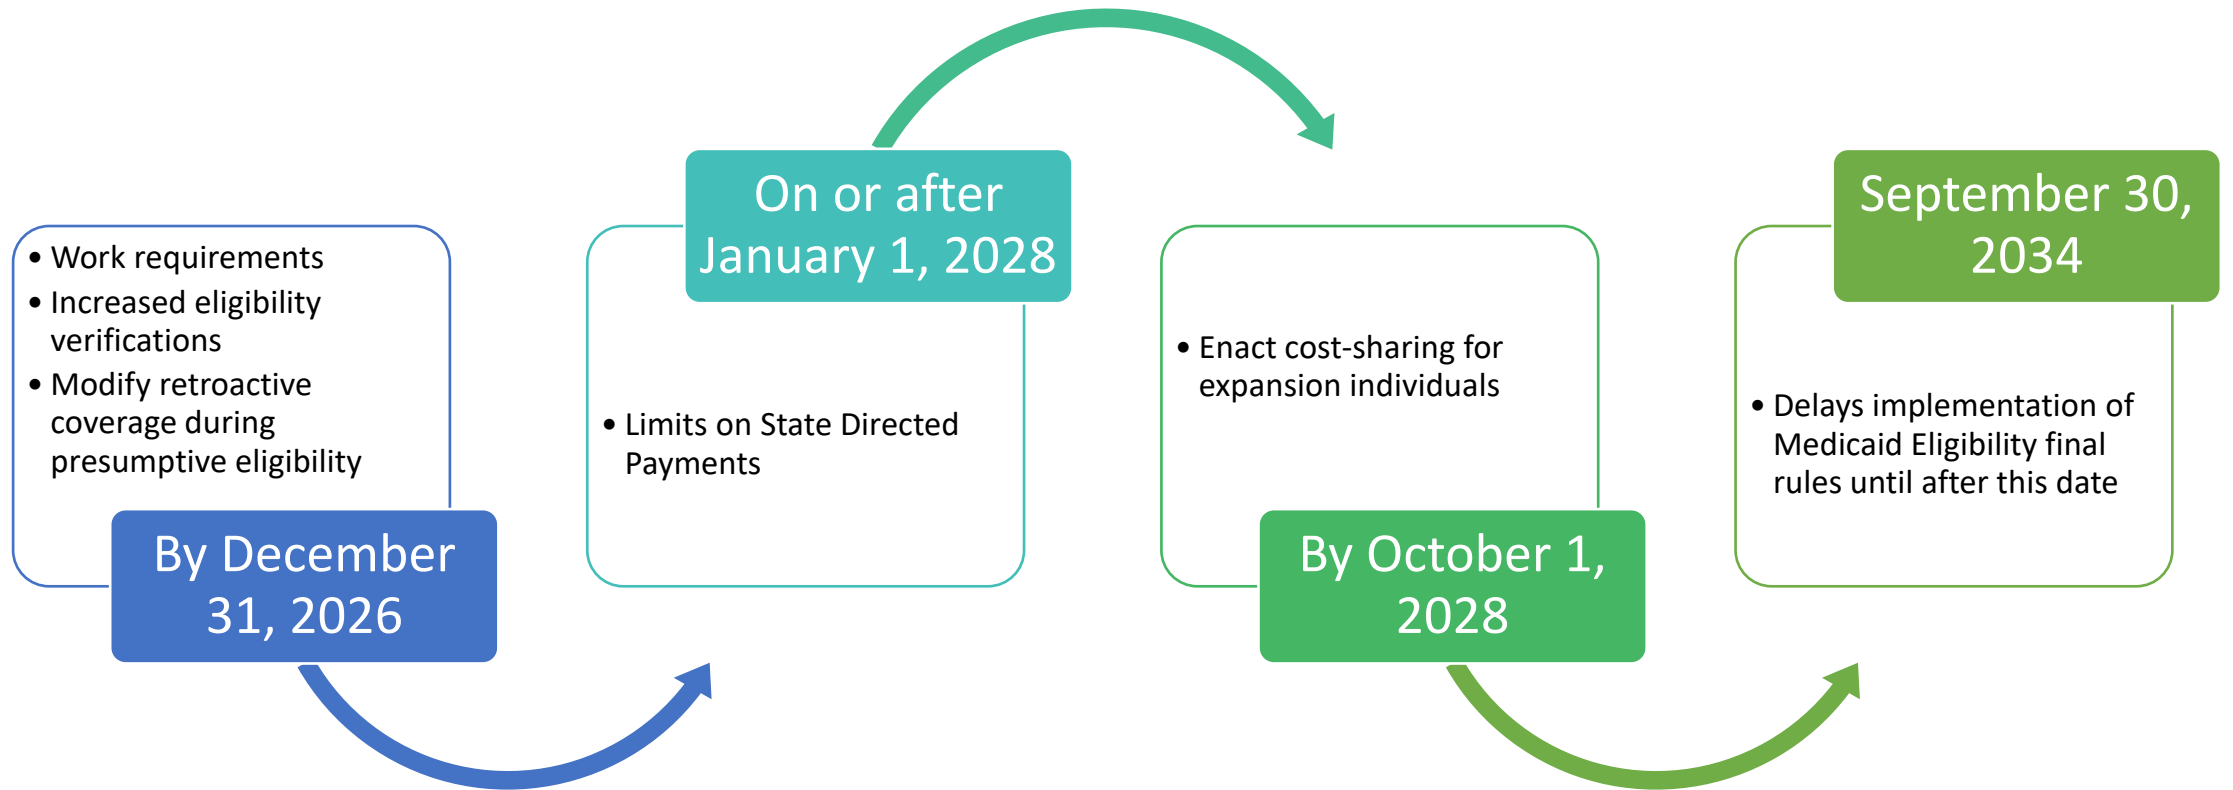 • Work requirements
• Increased eligibility
verifications
• Modify retroactive
coverage during
presumptive eligibility
By December
31, 2026
On or after
January 1, 2028
• Limits on State Directed
Payments
• Enact cost-sharing for
expansion individuals
By October 1,
2028
September 30,
2034
• Delays implementation of
Medicaid Eligibility final
rules until after this date